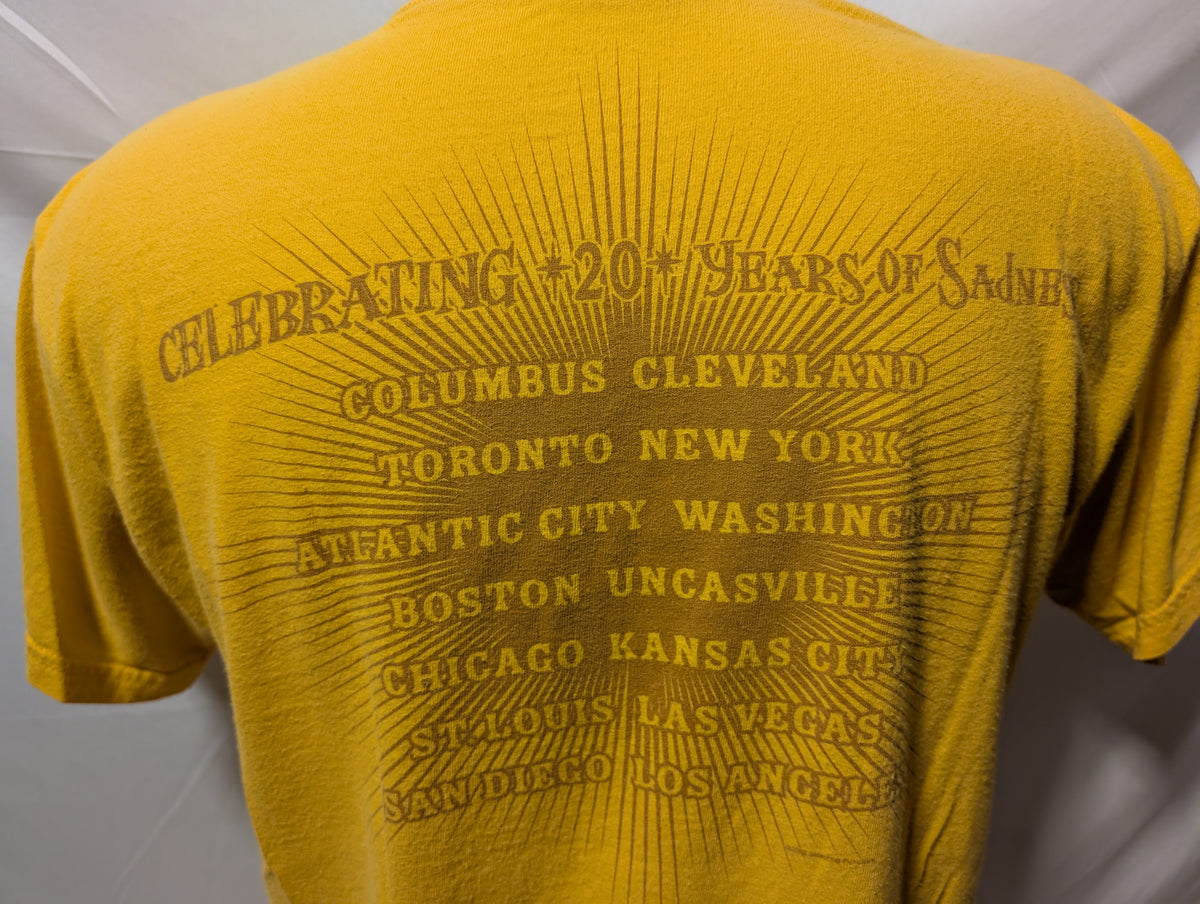 CELEBRATING *20* YEARS OF SADNES
COLUMBUS CLEVELAND
TORONTO NEW YORK
ATLANTIC CITY WASHINGTON
BOSTON UNCASVILLE
CHICAGO KANSAS CITY
ST. LOUIS LAS VEGAS
SAN DIEGO LOS ANGELES